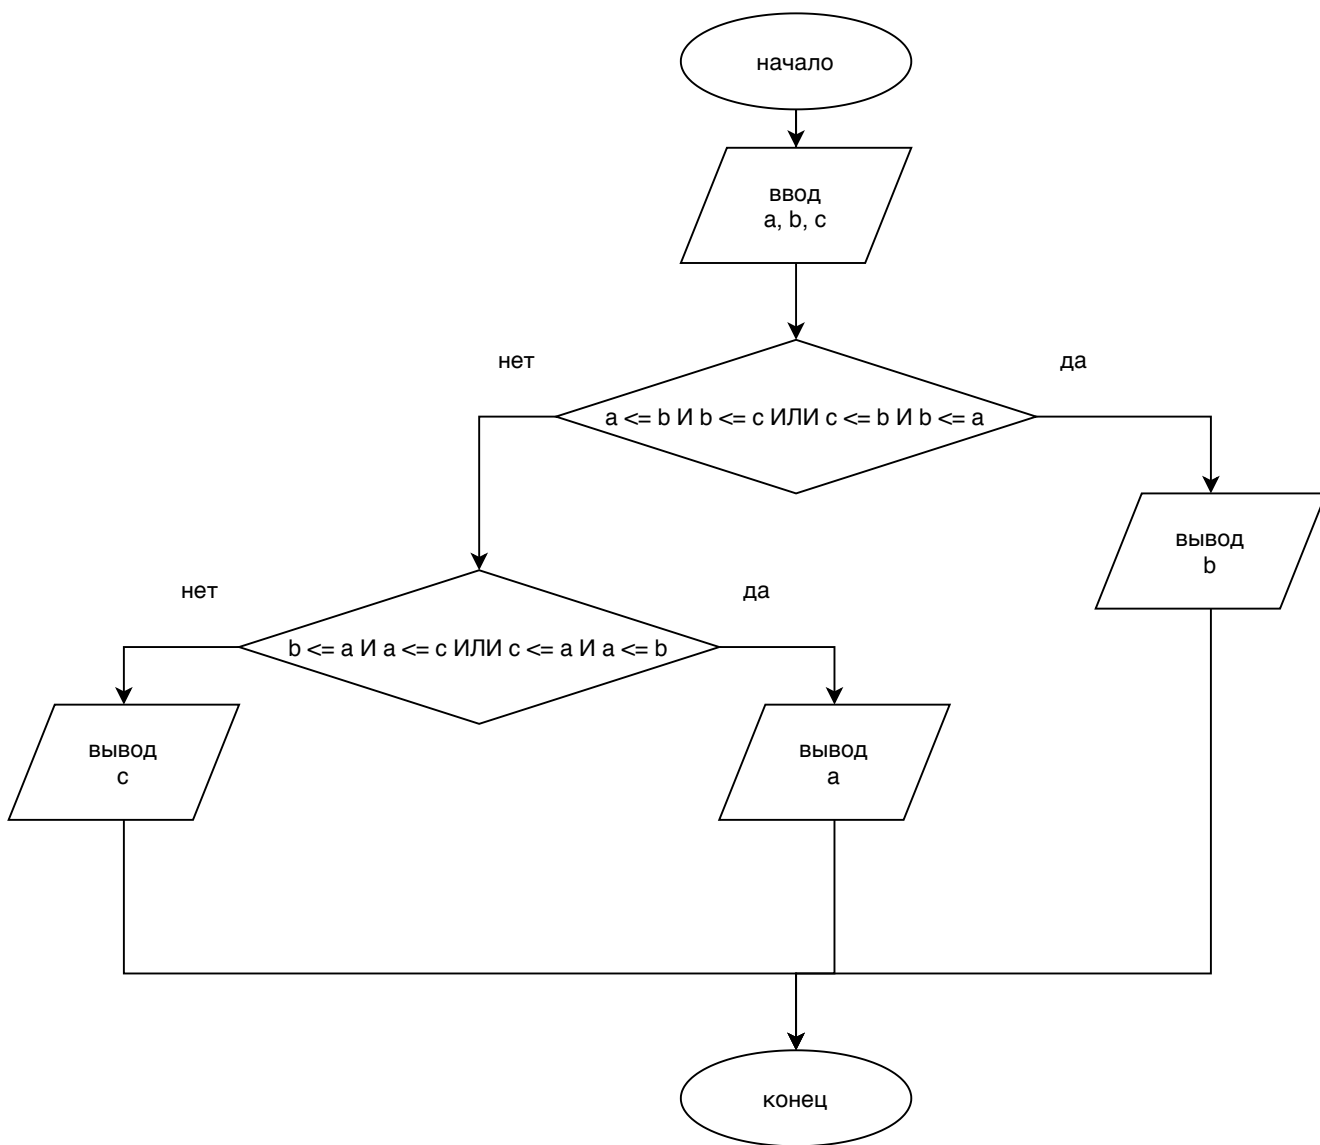 начало
ввод
a, b, c
нет
да
a <= b И b <= c ИЛИ c <= b И b <= a
вывод
b
нет
да
b <= a И a <= c ИЛИ c <= a И a <= b
вывод
c
вывод
a
конец